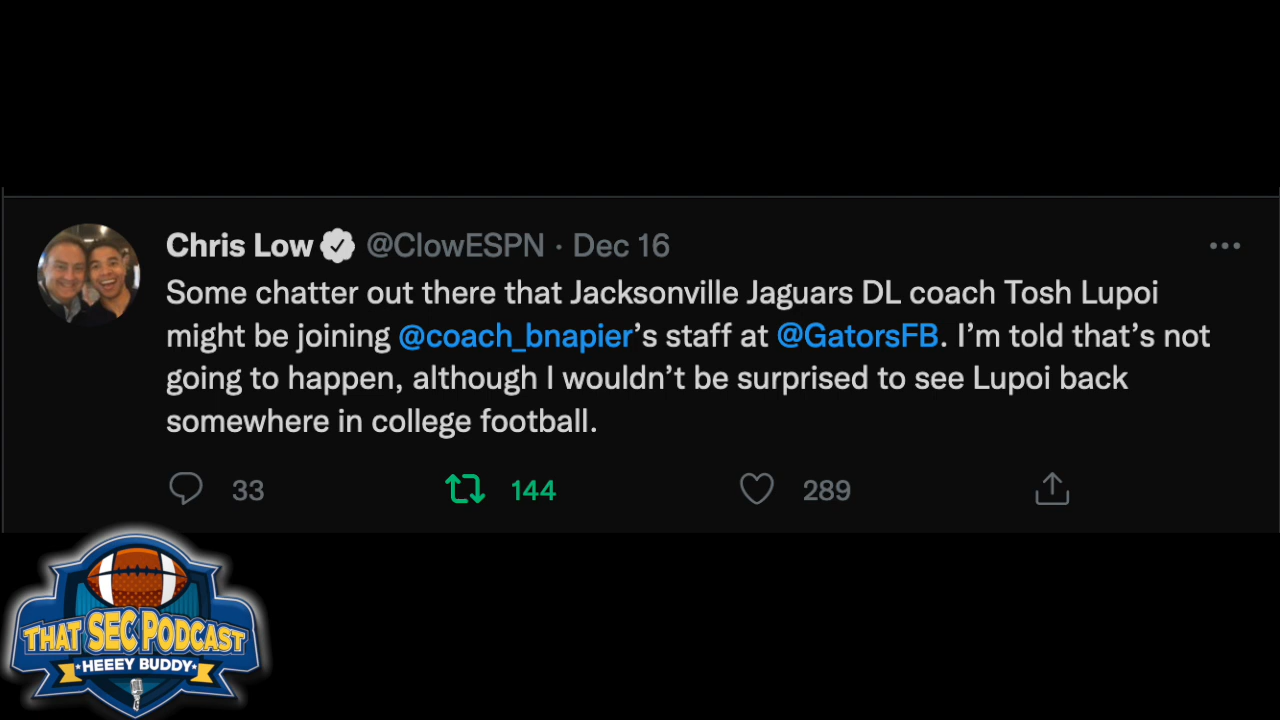 Chris Low @ClowESPN · Dec 16
Some chatter out there that Jacksonville Jaguars DL coach Tosh Lupoi
might be joining @coach_bnapier’s staff at @GatorsFB. I’m told that’s not
going to happen, although I wouldn’t be surprised to see Lupoi back
somewhere in college football.
33 144 289
THAT SEC PODCAST
HEEEY BUDDY